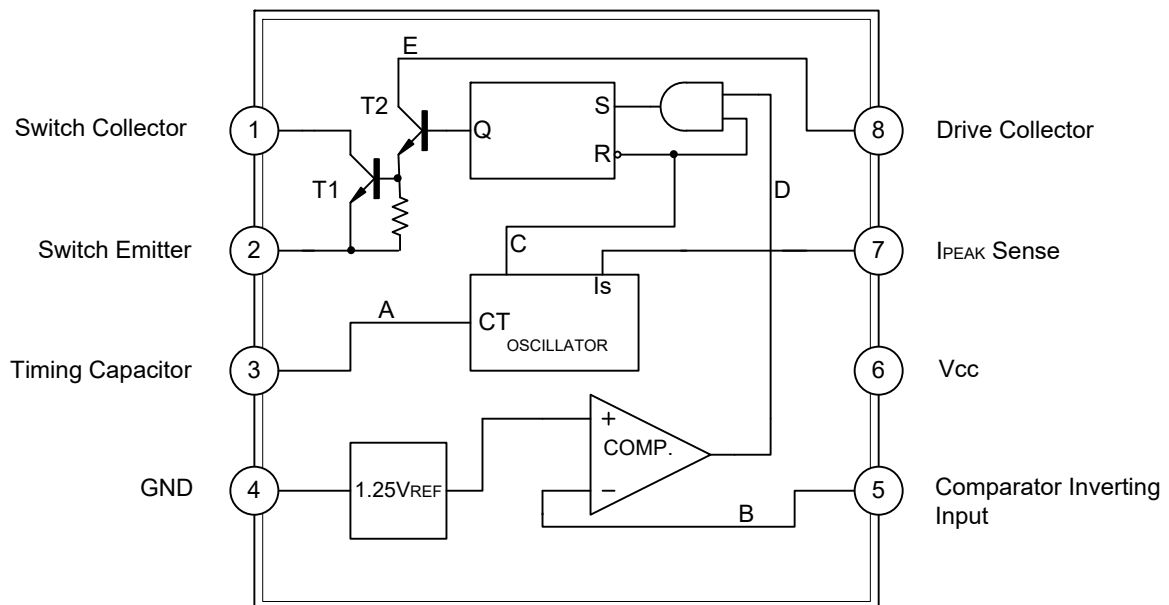 E
T2
S
Switch Collector
1
Q
8
Drive Collector
R
T1
D
Switch Emitter
2
C
7
IPEAK Sense
Is
A
CT
OSCILLATOR
Timing Capacitor
3
6
Vcc
+
COMP.
GND
4
1.25VREF
−
5
Comparator Inverting
Input
B